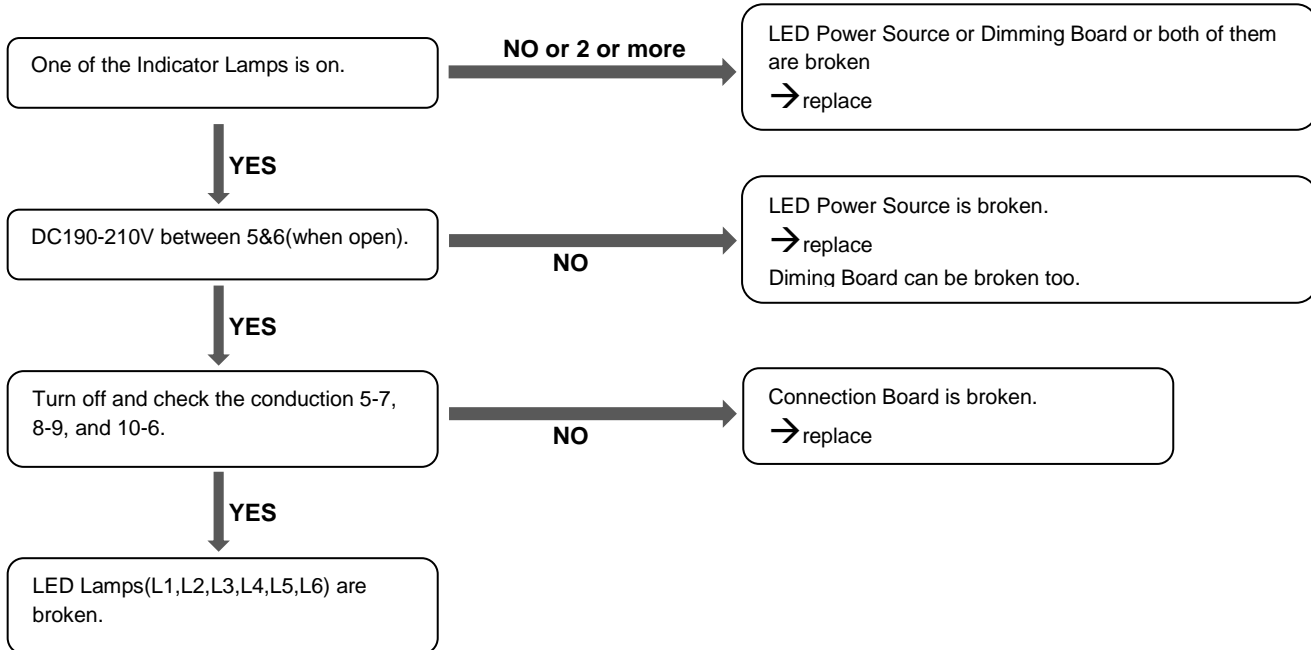 One of the Indicator Lamps is on.
NO or 2 or more
LED Power Source or Dimming Board or both of them
are broken
→replace
YES
DC190-210V between 5&6(when open).
NO
LED Power Source is broken.
→replace
Diming Board can be broken too.
YES
Turn off and check the conduction 5-7,
8-9, and 10-6.
NO
Connection Board is broken.
→replace
YES
LED Lamps(L1,L2,L3,L4,L5,L6) are
broken.